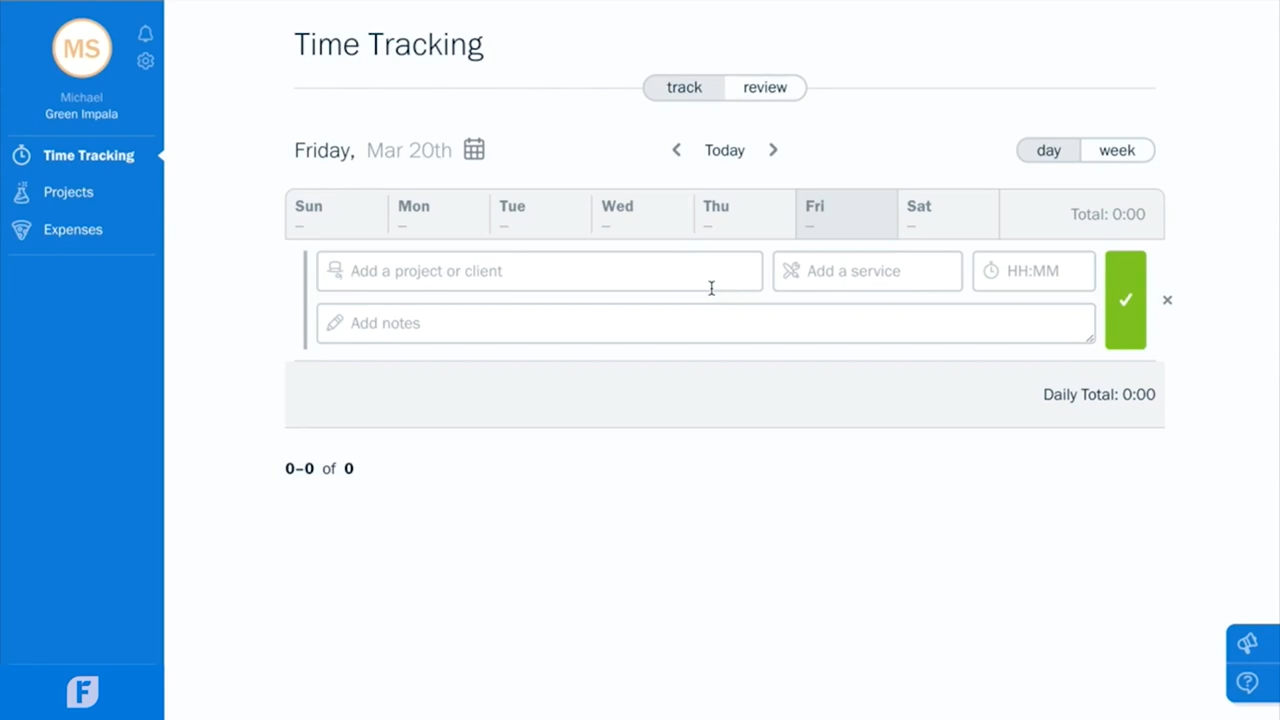 MS
Michael
Green Impala
Time Tracking
Projects
Expenses
F
Time Tracking
track review
Friday, Mar 20th Today day week
Sun Mon Tue Wed Thu Fri Sat Total: 0:00
– – – – – – –
Add a project or client Add a service HH:MM
Add notes
Daily Total: 0:00
0–0 of 0